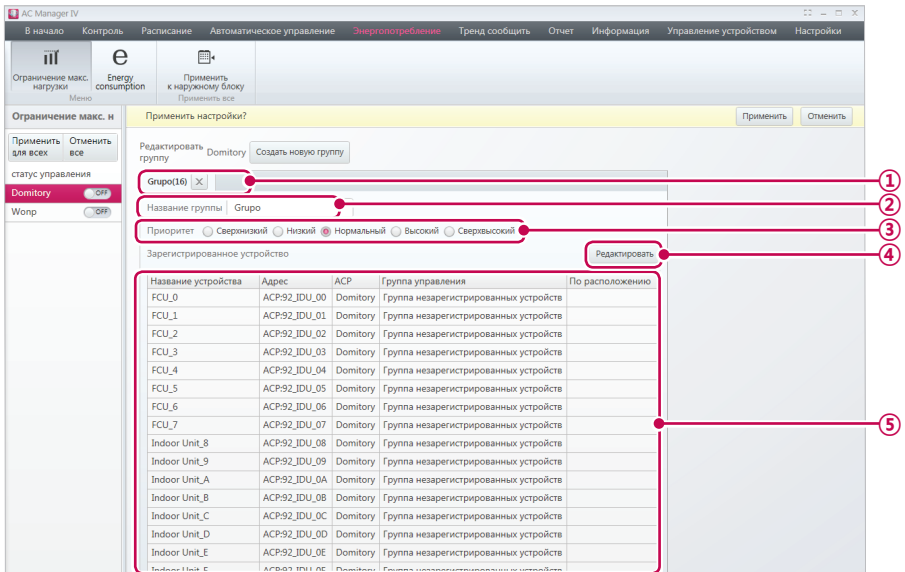 AC Manager IV
В начало Контроль Расписание Автоматическое управление Энергопотребление Тренд сообщить Отчет Информация Управление устройством Настройки
Ограничение макс. нагрузки
Energy consumption
Применить к наружному блоку
Меню
Применить все
Ограничение макс. н
Применить настройки?
Применить Отменить
Применить для всех
Отменить все
статус управления
Domitory OFF
Wonp OFF
Редактировать группу Domitory Создать новую группу
Grupo(16) X
①
Название группы Grupo
②
Приоритет Сверхнизкий Низкий Нормальный Высокий Сверхвысокий
③
Зарегистрированное устройство Редактировать
④
Название устройства Адрес ACP Группа управления По расположению
FCU_0 ACP:92_IDU_00 Domitory Группа незарегистрированных устройств
FCU_1 ACP:92_IDU_01 Domitory Группа незарегистрированных устройств
FCU_2 ACP:92_IDU_02 Domitory Группа незарегистрированных устройств
FCU_3 ACP:92_IDU_03 Domitory Группа незарегистрированных устройств
FCU_4 ACP:92_IDU_04 Domitory Группа незарегистрированных устройств
FCU_5 ACP:92_IDU_05 Domitory Группа незарегистрированных устройств
FCU_6 ACP:92_IDU_06 Domitory Группа незарегистрированных устройств
FCU_7 ACP:92_IDU_07 Domitory Группа незарегистрированных устройств
⑤
Indoor Unit_8 ACP:92_IDU_08 Domitory Группа незарегистрированных устройств
Indoor Unit_9 ACP:92_IDU_09 Domitory Группа незарегистрированных устройств
Indoor Unit_A ACP:92_IDU_0A Domitory Группа незарегистрированных устройств
Indoor Unit_B ACP:92_IDU_0B Domitory Группа незарегистрированных устройств
Indoor Unit_C ACP:92_IDU_0C Domitory Группа незарегистрированных устройств
Indoor Unit_D ACP:92_IDU_0D Domitory Группа незарегистрированных устройств
Indoor Unit_E ACP:92_IDU_0E Domitory Группа незарегистрированных устройств